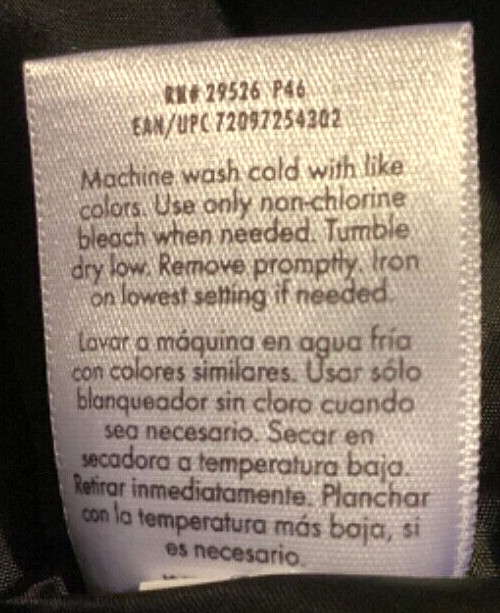 RN# 29526 P46
EAN/UPC 72097254302
Machine wash cold with like
colors. Use only non-chlorine
bleach when needed. Tumble
dry low. Remove promptly. Iron
on lowest setting if needed.
Lavar a máquina en agua fría
con colores similares. Usar sólo
blanqueador sin cloro cuando
sea necesario. Secar en
secadora a temperatura baja.
Retirar inmediatamente. Planchar
con la temperatura más baja, si
es necesario.